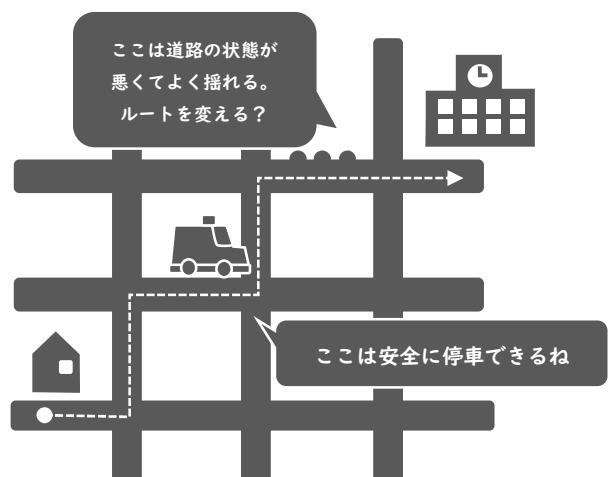 ここは道路の状態が
悪くてよく揺れる。
ルートを変える？
ここは安全に停車できるね